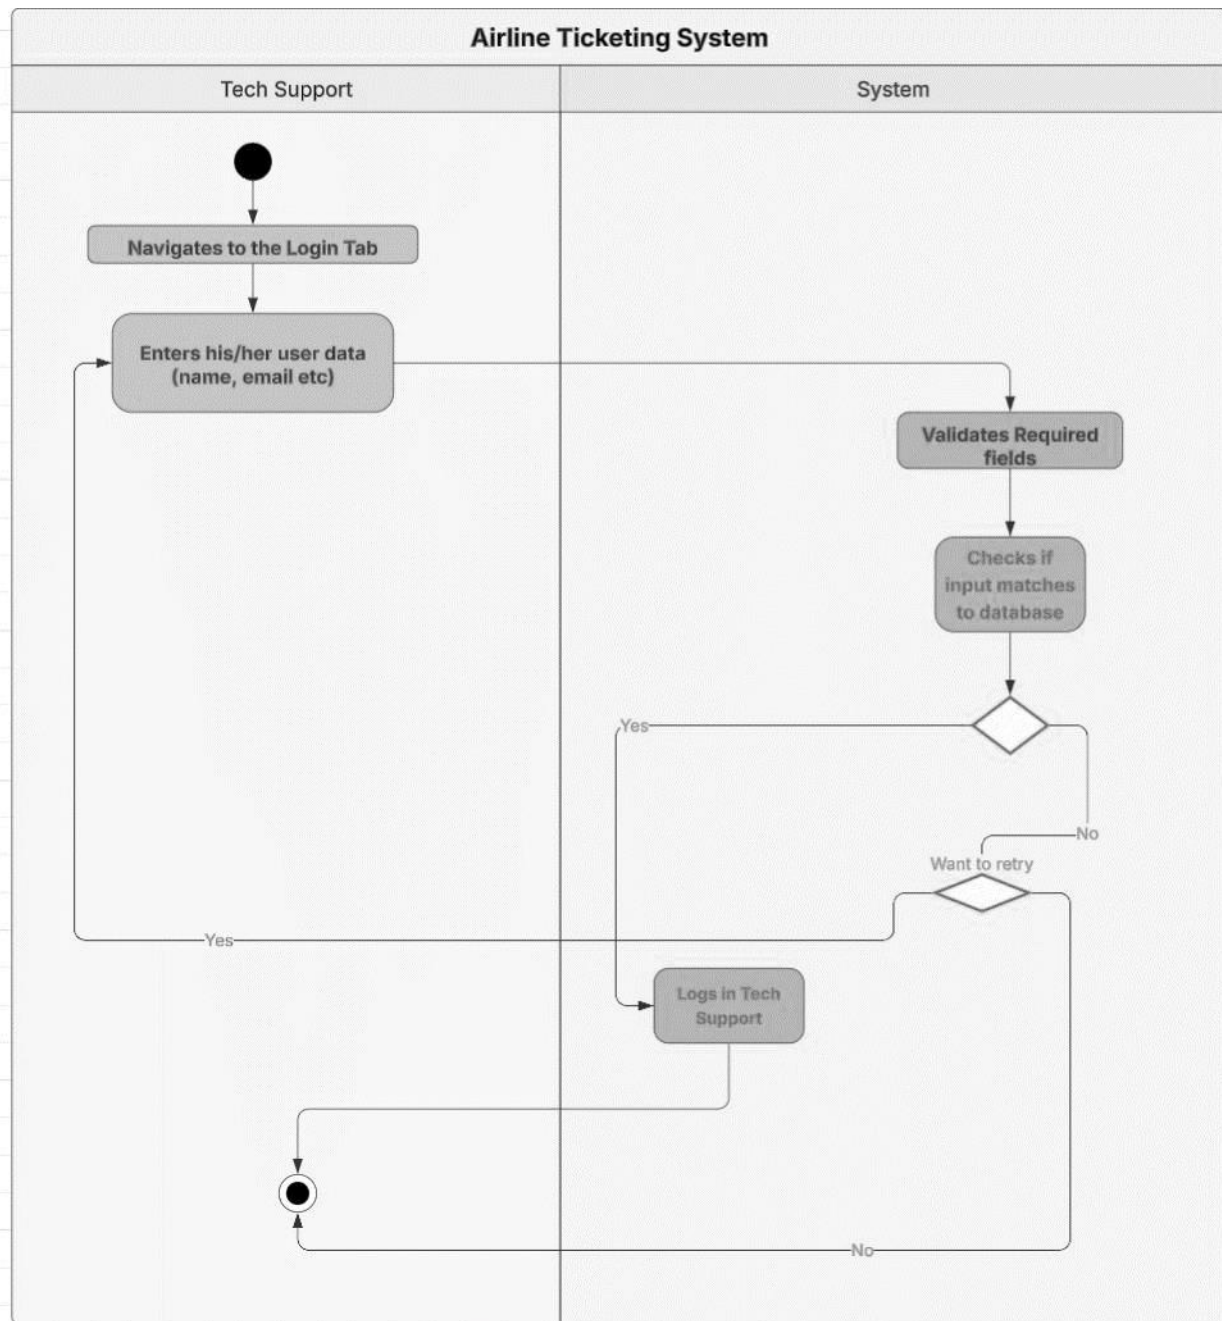 Airline Ticketing System
Tech Support
System
Navigates to the Login Tab
Enters his/her user data
(name, email etc)
Validates Required
fields
Checks if
input matches
to database
Yes
No
Want to retry
Yes
Logs in Tech
Support
No